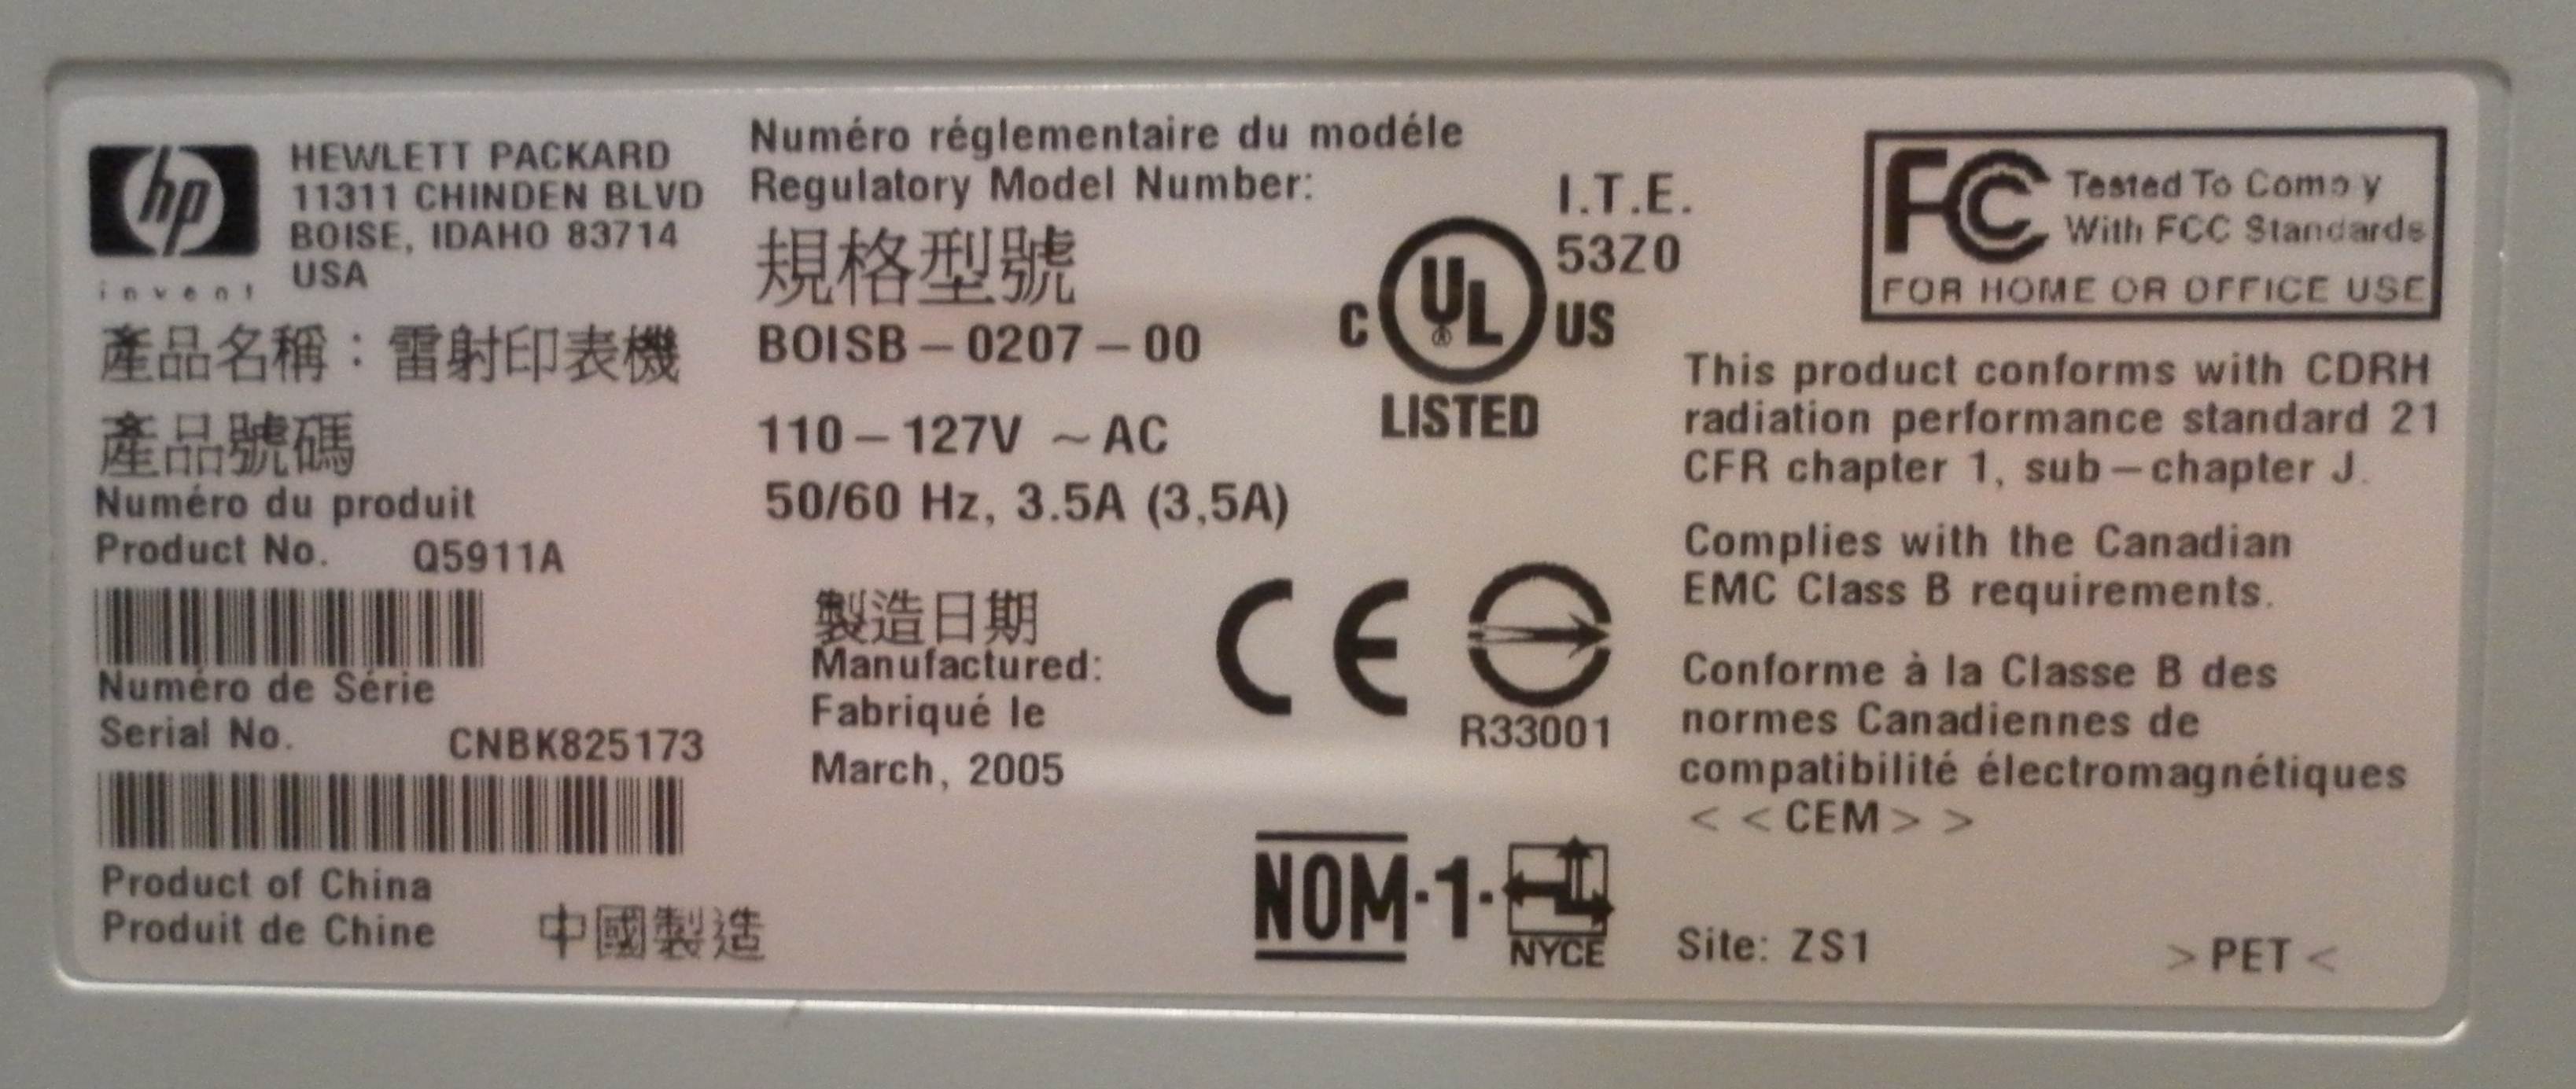 hp
invent
HEWLETT PACKARD
11311 CHINDEN BLVD
BOISE, IDAHO 83714
USA
產品名稱：雷射印表機
產品號碼
Numéro du produit
Product No. Q5911A
Numéro de Série
Serial No. CNBK825173
Product of China
Produit de Chine 中國製造
Numéro réglementaire du modéle
Regulatory Model Number:
規格型號
BOISB–0207–00
110–127V ~AC
50/60 Hz, 3.5A (3,5A)
製造日期
Manufactured:
Fabriqué le
March, 2005
I.T.E.
53Z0
C UL® US
LISTED
CE
R33001
NOM-1-
NYCE
FCC Tested To Comp y
With FCC Standards
FOR HOME OR OFFICE USE
This product conforms with CDRH
radiation performance standard 21
CFR chapter 1, sub–chapter J.
Complies with the Canadian
EMC Class B requirements.
Conforme à la Classe B des
normes Canadiennes de
compatibilité électromagnétiques
< <CEM> >
Site: ZS1 >PET<